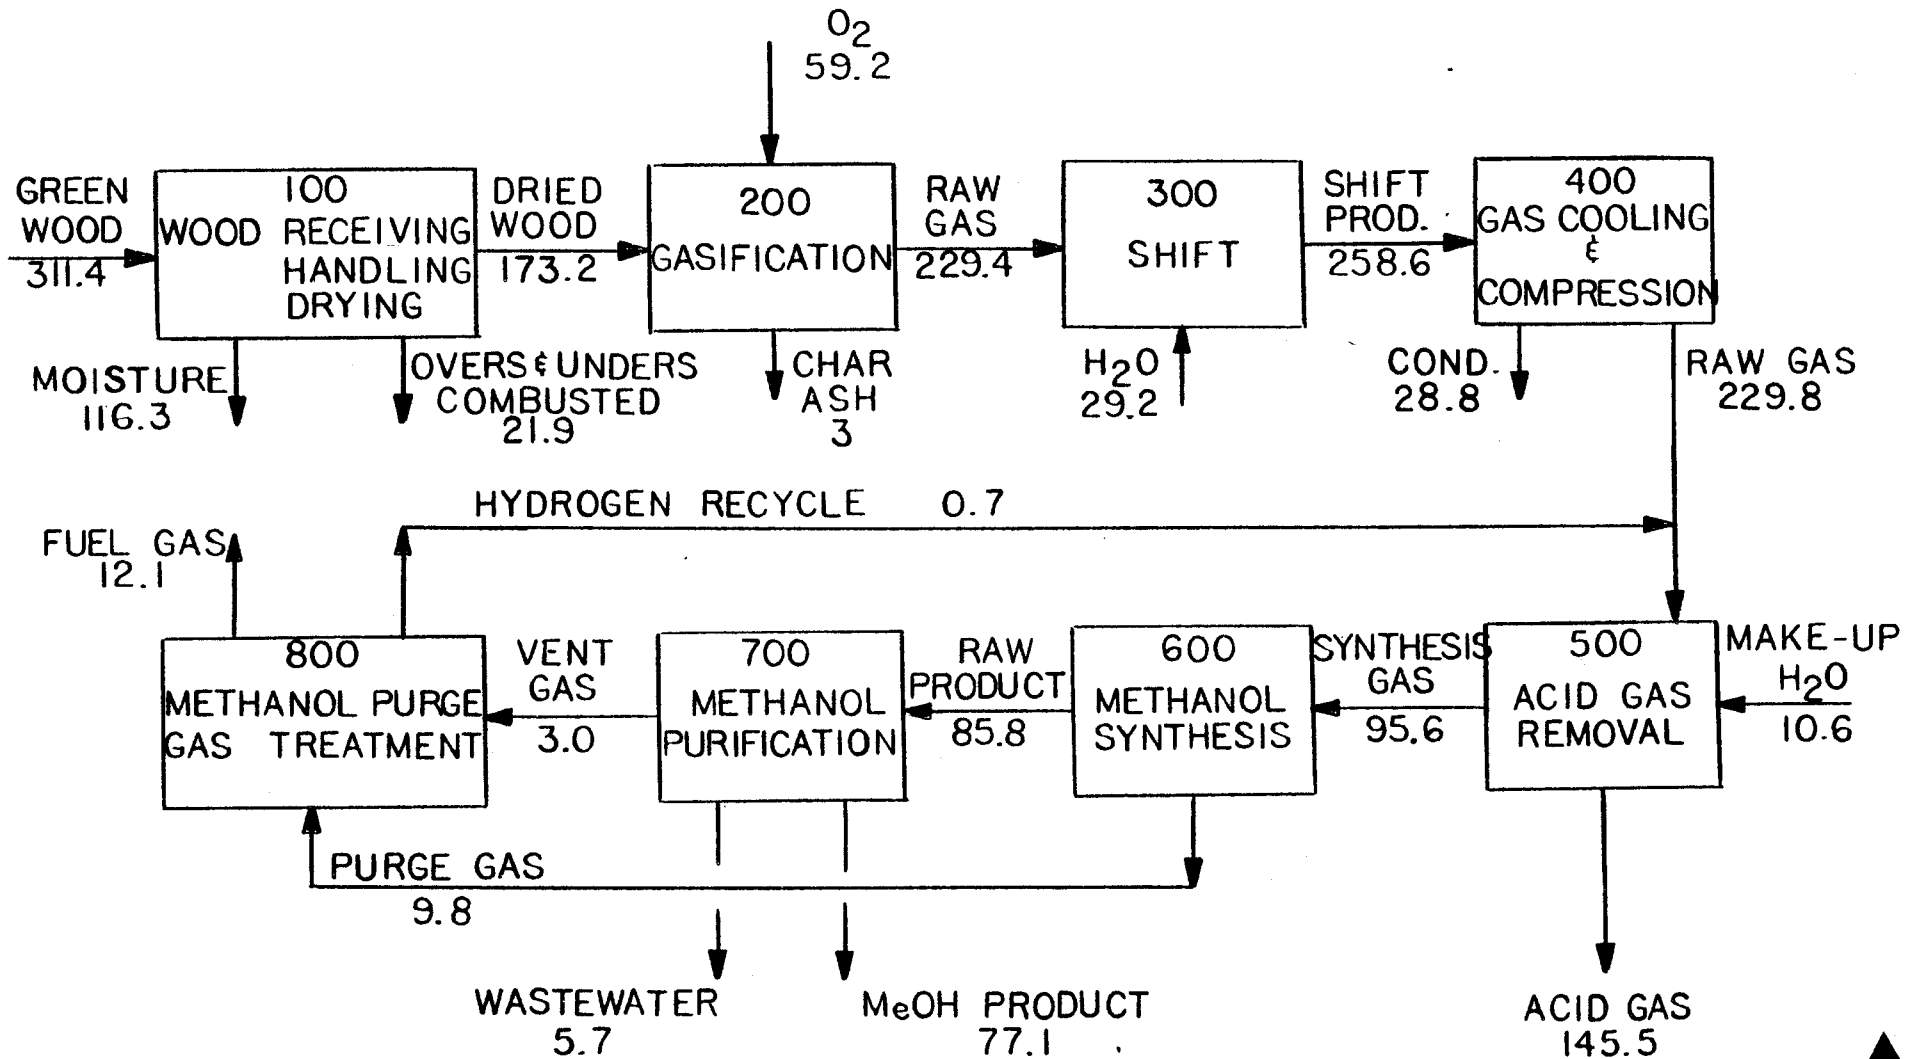 O2
59.2
GREEN
WOOD
311.4
100
WOOD RECEIVING
HANDLING
DRYING
DRIED
WOOD
173.2
200
GASIFICATION
RAW
GAS
229.4
300
SHIFT
SHIFT
PROD.
258.6
400
GAS COOLING
&
COMPRESSION
MOISTURE
116.3
OVERS & UNDERS
COMBUSTED
21.9
CHAR
ASH
3
H2O
29.2
COND.
28.8
RAW GAS
229.8
HYDROGEN RECYCLE 0.7
FUEL GAS
12.1
800
METHANOL PURGE
GAS TREATMENT
VENT
GAS
3.0
700
METHANOL
PURIFICATION
RAW
PRODUCT
85.8
600
METHANOL
SYNTHESIS
SYNTHESIS
GAS
95.6
500
ACID GAS
REMOVAL
MAKE-UP
H2O
10.6
PURGE GAS
9.8
WASTEWATER
5.7
MeOH PRODUCT
77.1
ACID GAS
145.5